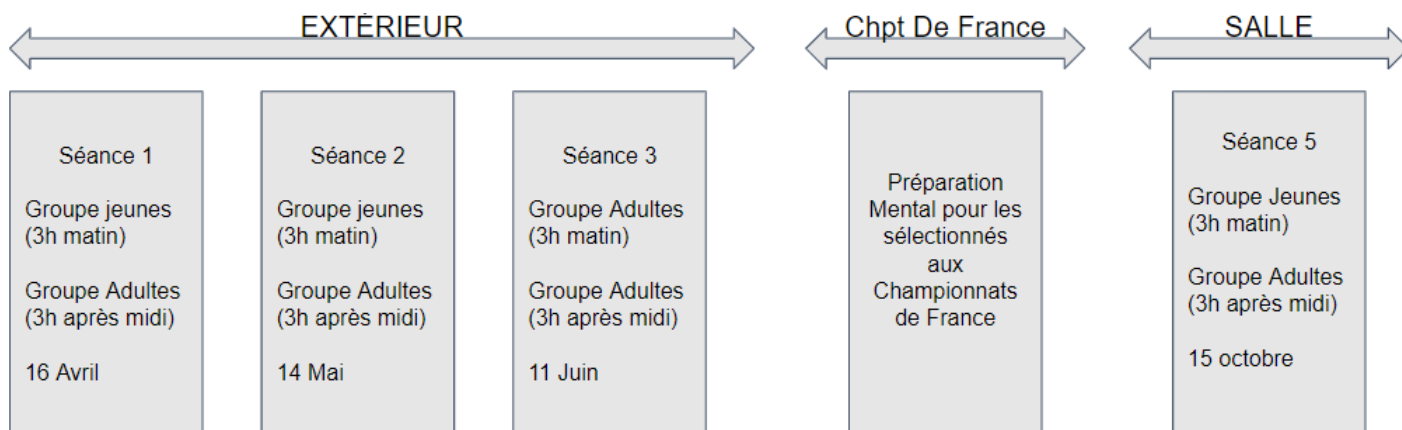 EXTÉRIEUR
Chpt De France
SALLE
Séance 1
Groupe jeunes
(3h matin)
Groupe Adultes
(3h après midi)
16 Avril
Séance 2
Groupe jeunes
(3h matin)
Groupe Adultes
(3h après midi)
14 Mai
Séance 3
Groupe Adultes
(3h matin)
Groupe Adultes
(3h après midi)
11 Juin
Préparation
Mental pour les
sélectionnés
aux
Championnats
de France
Séance 5
Groupe Jeunes
(3h matin)
Groupe Adultes
(3h après midi)
15 octobre